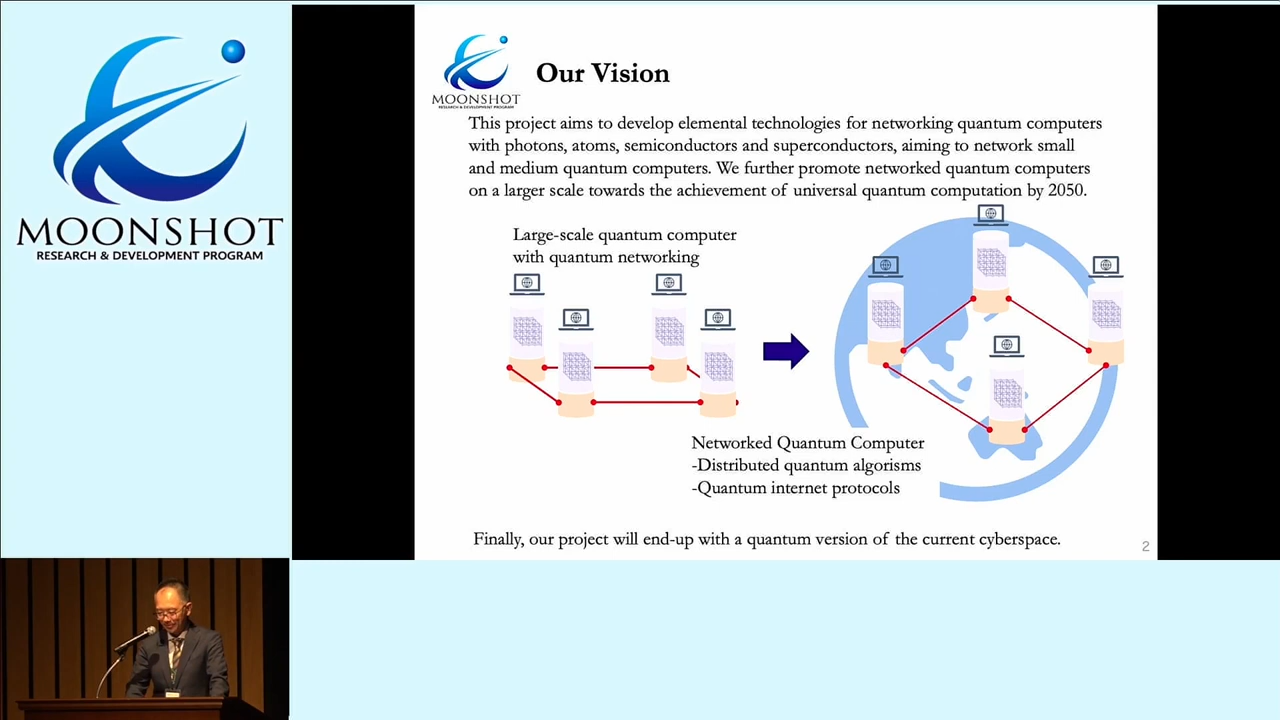 MOONSHOT
RESEARCH & DEVELOPMENT PROGRAM
MOONSHOT
RESEARCH & DEVELOPMENT PROGRAM
Our Vision
This project aims to develop elemental technologies for networking quantum computers
with photons, atoms, semiconductors and superconductors, aiming to network small
and medium quantum computers. We further promote networked quantum computers
on a larger scale towards the achievement of universal quantum computation by 2050.
Large-scale quantum computer
with quantum networking
Networked Quantum Computer
-Distributed quantum algorisms
-Quantum internet protocols
Finally, our project will end-up with a quantum version of the current cyberspace.
2